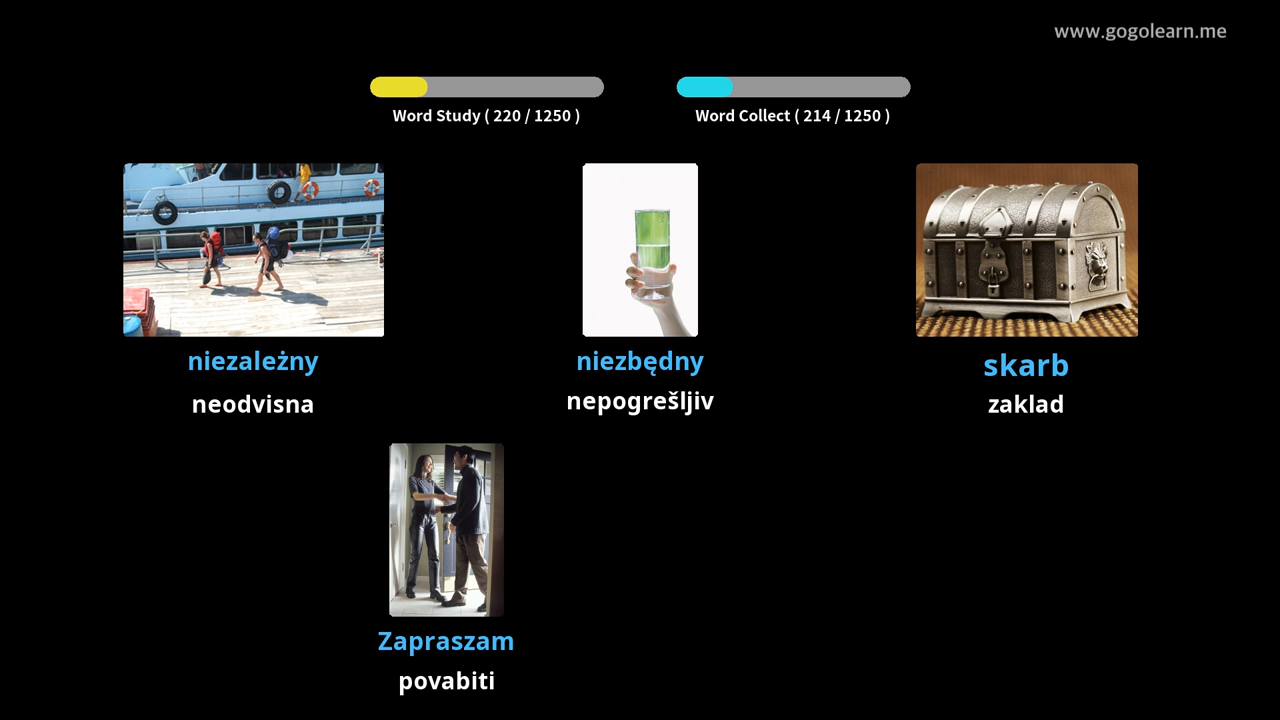 www.gogolearn.me
Word Study ( 220 / 1250 )
Word Collect ( 214 / 1250 )
niezależny
neodvisna
niezbędny
nepogrešljiv
skarb
zaklad
Zapraszam
povabiti